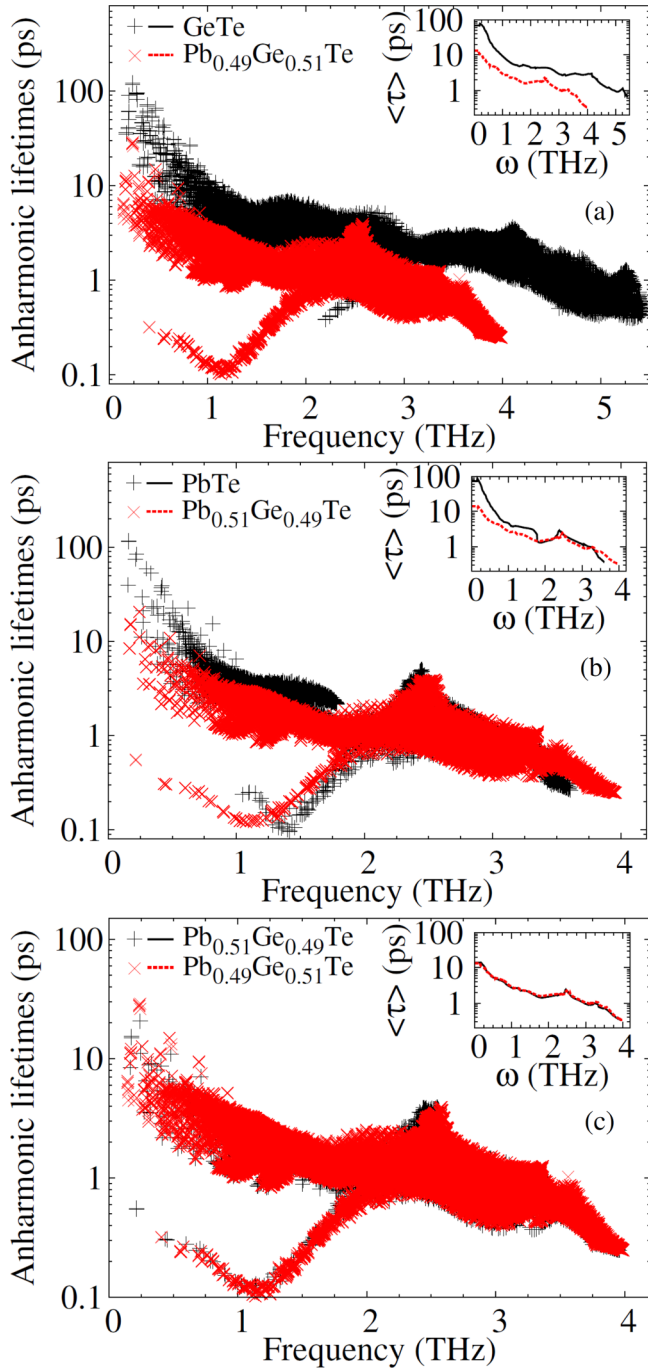 GeTe
Pb0.49Ge0.51Te
Anharmonic lifetimes (ps)
100
10
1
0.1
0
1
2
3
4
5
Frequency (THz)
(a)
<τ> (ps)
100
10
1
0 1 2 3 4 5
ω (THz)
PbTe
Pb0.51Ge0.49Te
Anharmonic lifetimes (ps)
100
10
1
0.1
0
1
2
3
4
Frequency (THz)
(b)
<τ> (ps)
100
10
1
0 1 2 3 4
ω (THz)
Pb0.51Ge0.49Te
Pb0.49Ge0.51Te
Anharmonic lifetimes (ps)
100
10
1
0.1
0
1
2
3
4
Frequency (THz)
(c)
<τ> (ps)
100
10
1
0 1 2 3 4
ω (THz)